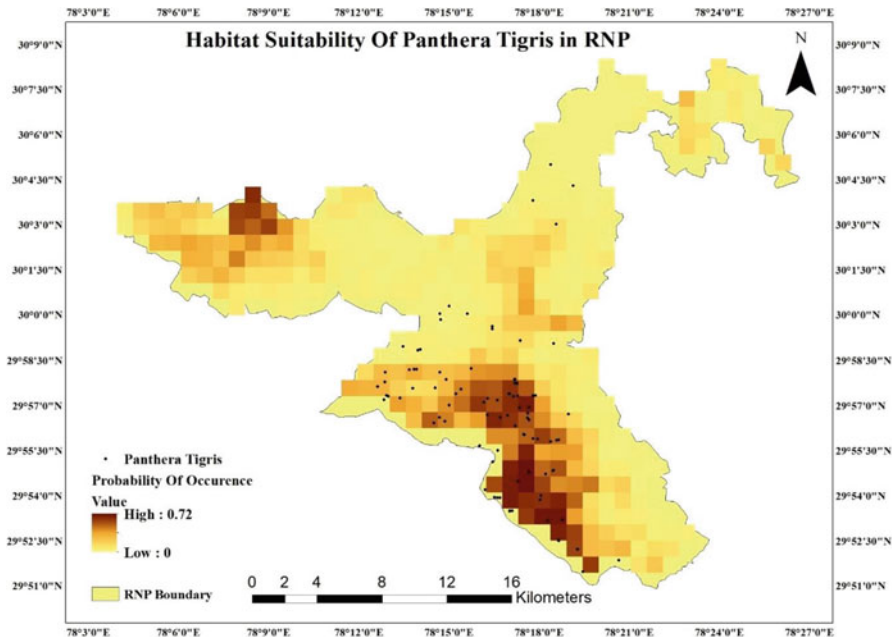 78°3'0"E 78°6'0"E 78°9'0"E 78°12'0"E 78°15'0"E 78°18'0"E 78°21'0"E 78°24'0"E 78°27'0"E
Habitat Suitability Of Panthera Tigris in RNP
N
30°9'0"N 30°9'0"N
30°7'30"N 30°7'30"N
30°6'0"N 30°6'0"N
30°4'30"N 30°4'30"N
30°3'0"N 30°3'0"N
30°1'30"N 30°1'30"N
30°0'0"N 30°0'0"N
29°58'30"N 29°58'30"N
29°57'0"N 29°57'0"N
29°55'30"N 29°55'30"N
29°54'0"N 29°54'0"N
29°52'30"N 29°52'30"N
29°51'0"N 29°51'0"N
Panthera Tigris
Probability Of Occurence
Value
High : 0.72
Low : 0
RNP Boundary
0 2 4 8 12 16
Kilometers
78°3'0"E 78°6'0"E 78°9'0"E 78°12'0"E 78°15'0"E 78°18'0"E 78°21'0"E 78°24'0"E 78°27'0"E